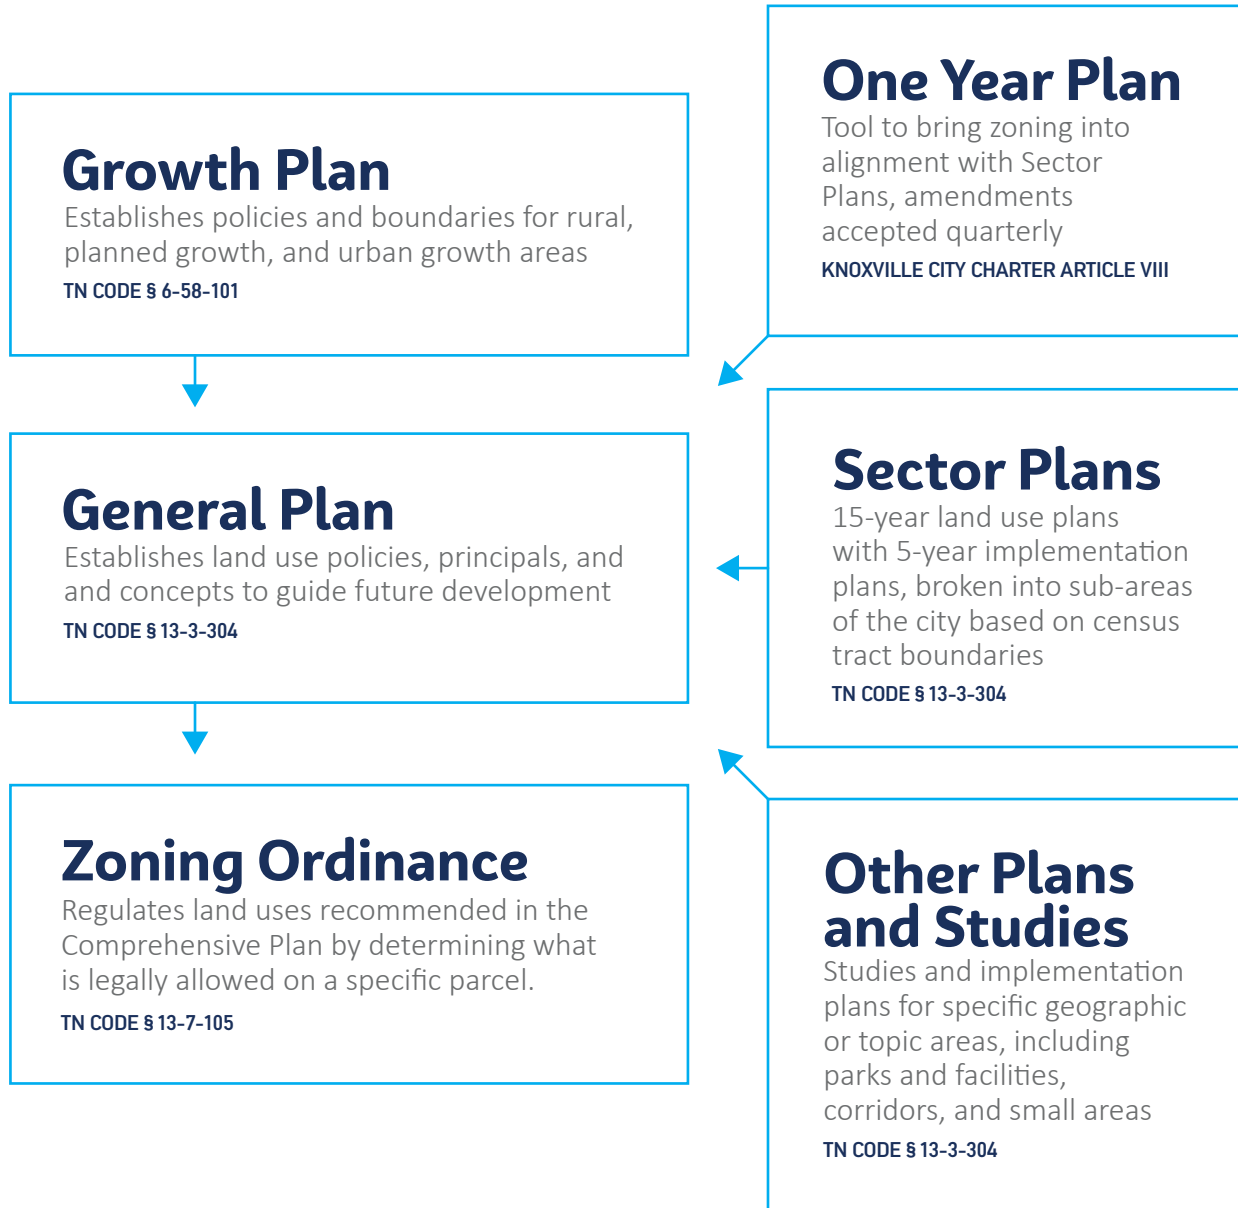 Growth Plan
Establishes policies and boundaries for rural,
planned growth, and urban growth areas
TN CODE § 6-58-101
General Plan
Establishes land use policies, principals, and
and concepts to guide future development
TN CODE § 13-3-304
Zoning Ordinance
Regulates land uses recommended in the
Comprehensive Plan by determining what
is legally allowed on a specific parcel.
TN CODE § 13-7-105
One Year Plan
Tool to bring zoning into
alignment with Sector
Plans, amendments
accepted quarterly
KNOXVILLE CITY CHARTER ARTICLE VIII
Sector Plans
15-year land use plans
with 5-year implementation
plans, broken into sub-areas
of the city based on census
tract boundaries
TN CODE § 13-3-304
Other Plans
and Studies
Studies and implementation
plans for specific geographic
or topic areas, including
parks and facilities,
corridors, and small areas
TN CODE § 13-3-304